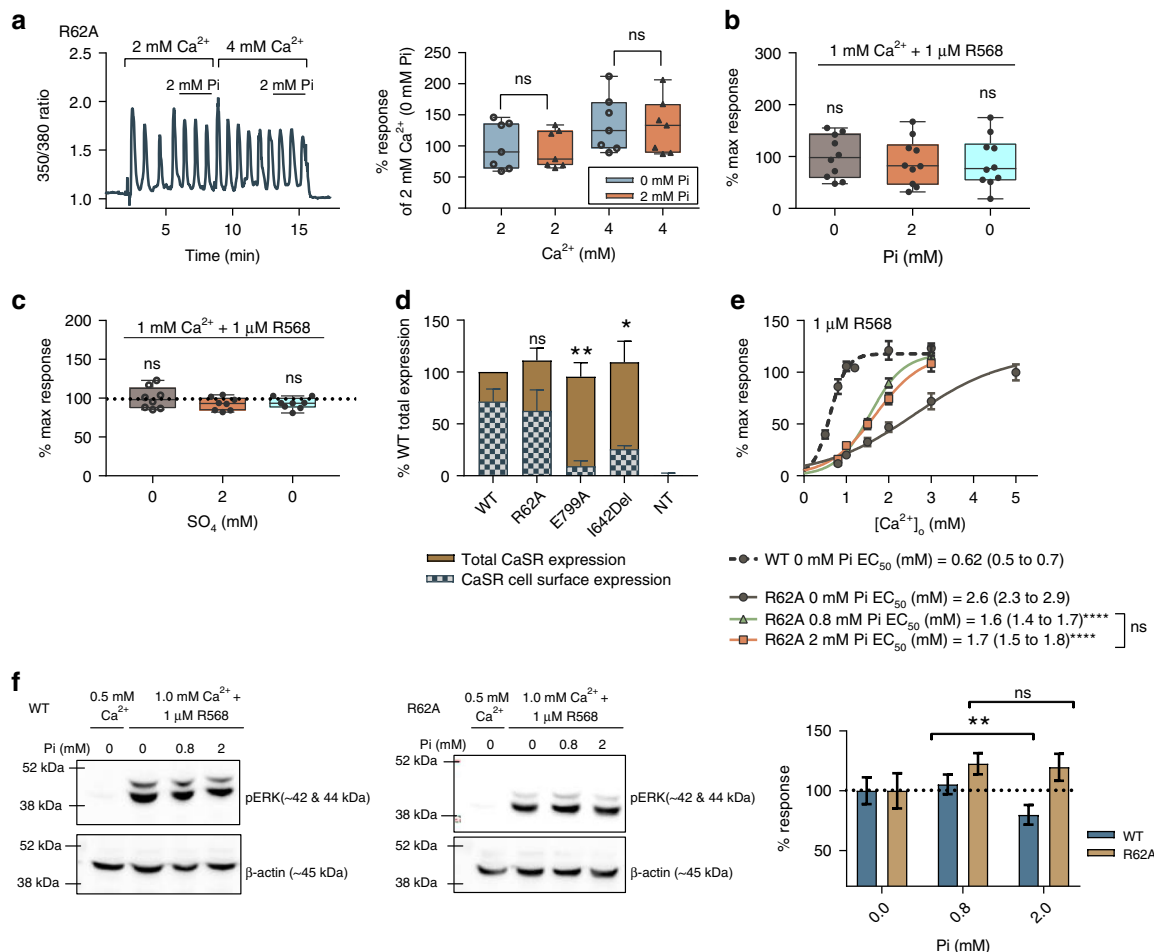 a
R62A
2 mM Ca²⁺
4 mM Ca²⁺
2 mM Pi
2 mM Pi
350/380 ratio
2.5
2.0
1.5
1.0
5
10
15
Time (min)
% response
of 2 mM Ca²⁺ (0 mM Pi)
250
200
150
100
50
0
ns
ns
0 mM Pi
2 mM Pi
2
2
4
4
Ca²⁺ (mM)
b
% max response
300
200
100
0
1 mM Ca²⁺ + 1 μM R568
ns
ns
0
2
0
Pi (mM)
c
% max response
200
150
100
50
0
1 mM Ca²⁺ + 1 μM R568
ns
ns
0
2
0
SO₄ (mM)
d
% WT total expression
150
100
50
0
ns
**
*
WT
R62A
E799A
I642Del
NT
Total CaSR expression
CaSR cell surface expression
e
% max response
150
100
50
0
1 μM R568
0
1
2
3
4
5
[Ca²⁺]ₒ (mM)
WT 0 mM Pi EC₅₀ (mM) = 0.62 (0.5 to 0.7)
R62A 0 mM Pi EC₅₀ (mM) = 2.6 (2.3 to 2.9)
R62A 0.8 mM Pi EC₅₀ (mM) = 1.6 (1.4 to 1.7)****
R62A 2 mM Pi EC₅₀ (mM) = 1.7 (1.5 to 1.8)****
ns
f
WT
0.5 mM
Ca²⁺
1.0 mM Ca²⁺ +
1 μM R568
Pi (mM)
0
0
0.8
2
52 kDa
38 kDa
pERK(~42 & 44 kDa)
52 kDa
38 kDa
β-actin (~45 kDa)
R62A
0.5 mM
Ca²⁺
1.0 mM Ca²⁺ +
1 μM R568
Pi (mM)
0
0
0.8
2
52 kDa
38 kDa
pERK(~42 & 44 kDa)
52 kDa
38 kDa
β-actin (~45 kDa)
% response
150
100
50
ns
**
WT
R62A
0.0
0.8
2.0
Pi (mM)